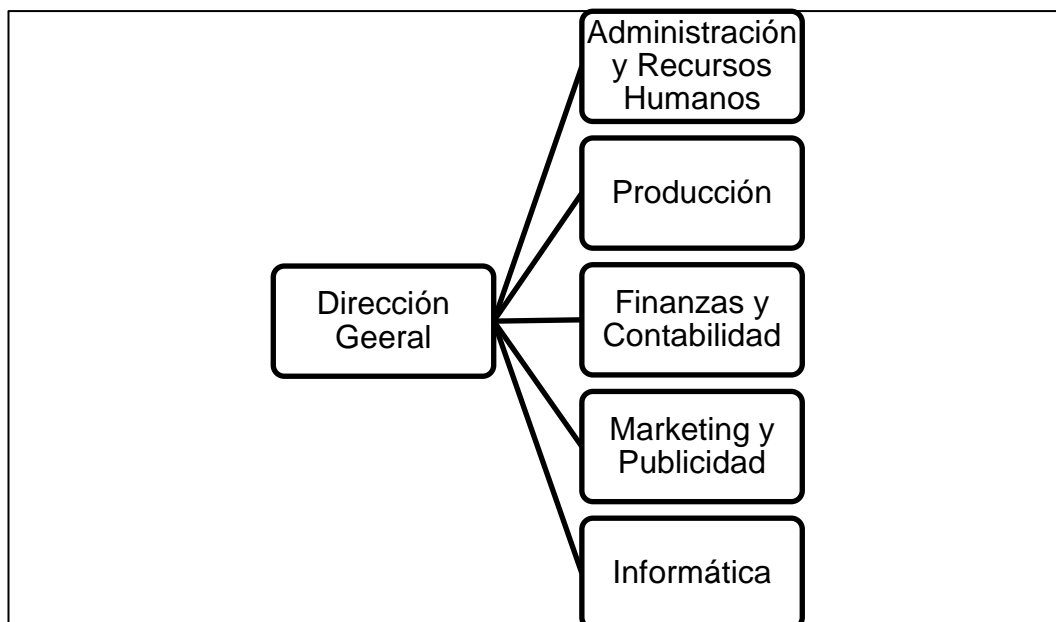 Administración
y Recursos
Humanos
Producción
Dirección
Geeral
Finanzas y
Contabilidad
Marketing y
Publicidad
Informática